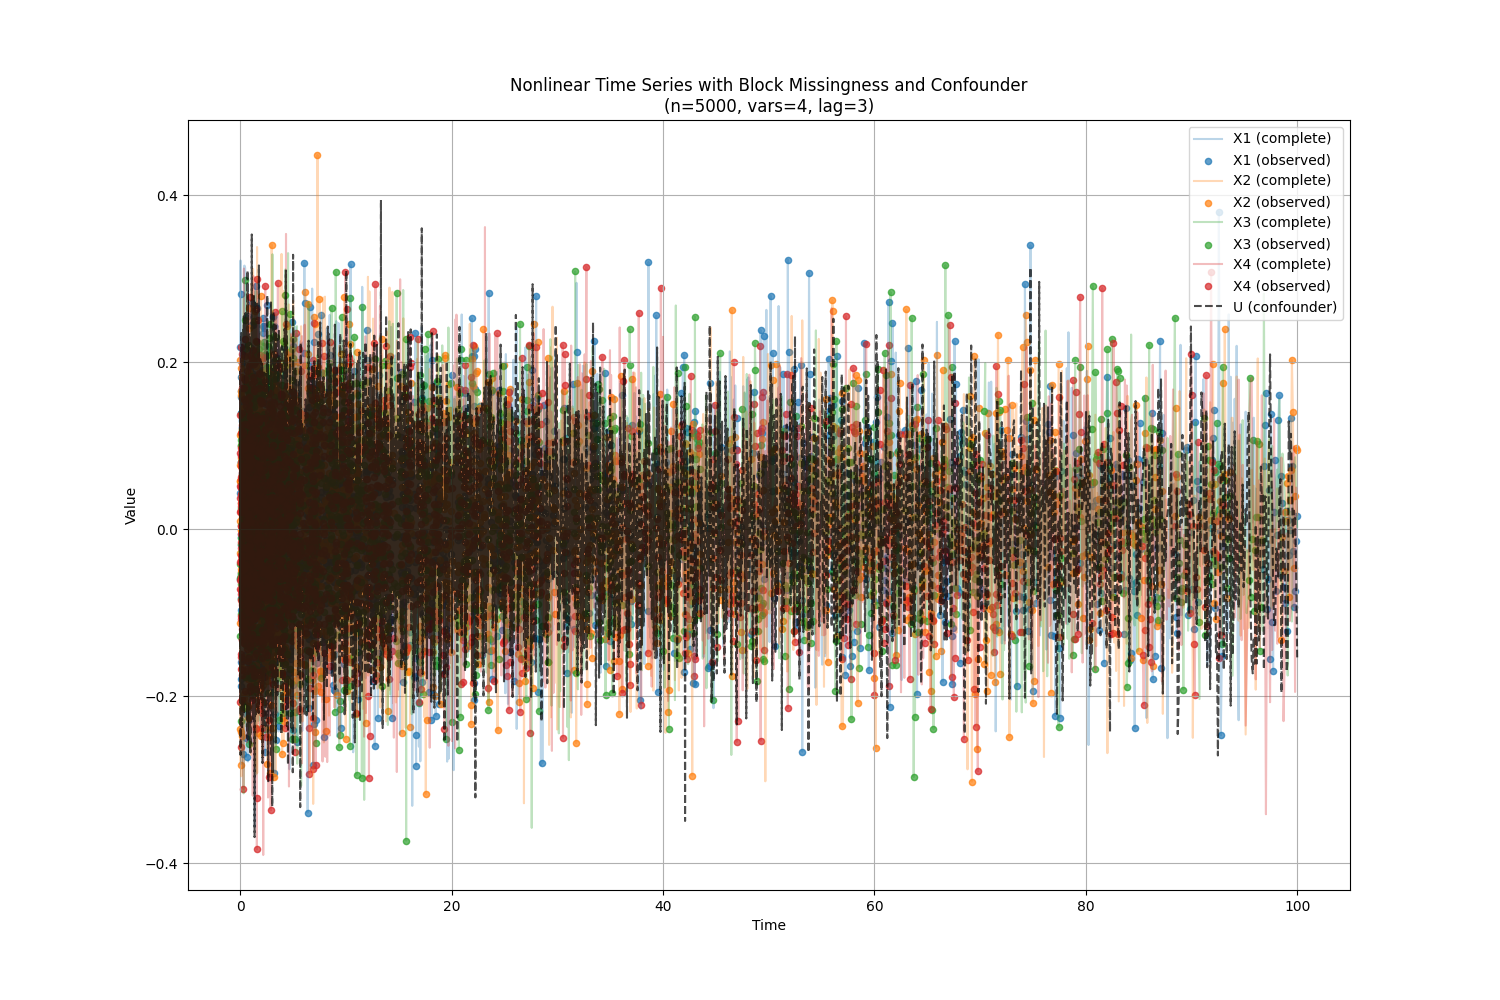 Nonlinear Time Series with Block Missingness and Confounder
(n=5000, vars=4, lag=3)
X1 (complete)
X1 (observed)
X2 (complete)
X2 (observed)
X3 (complete)
X3 (observed)
X4 (complete)
X4 (observed)
U (confounder)
Value
0.4
0.2
0.0
−0.2
−0.4
0 20 40 60 80 100
Time